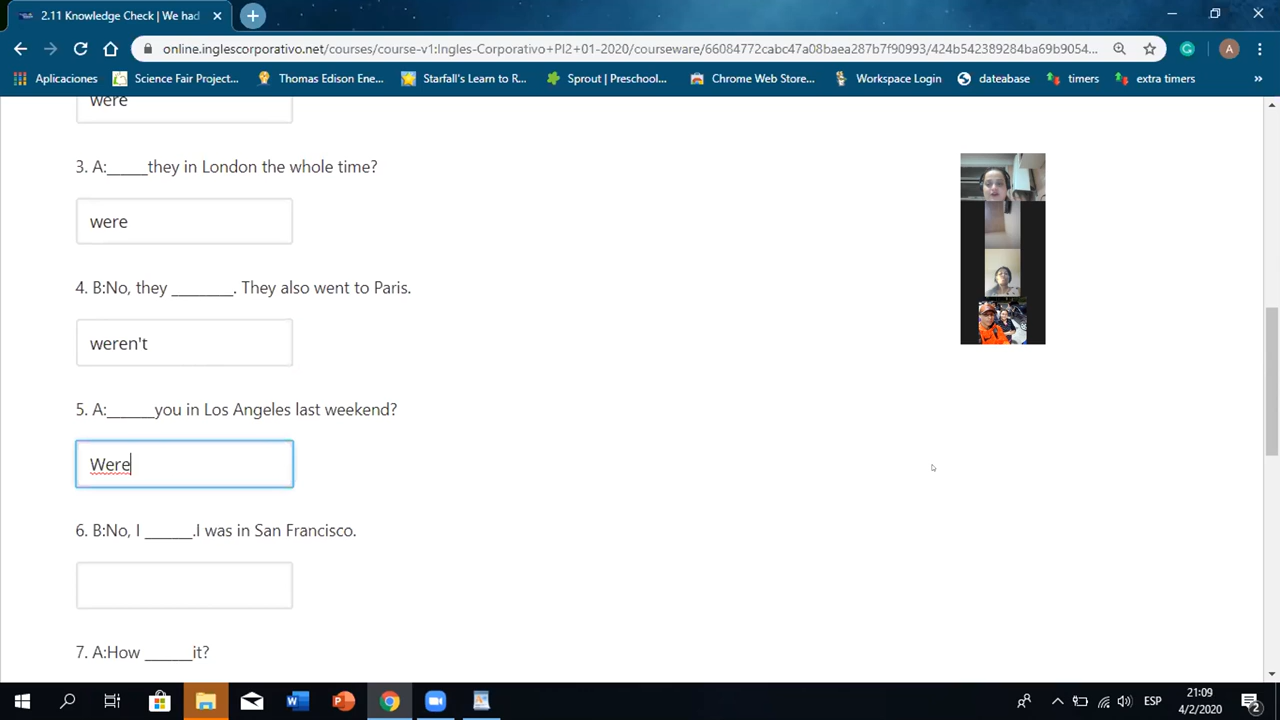 2.11 Knowledge Check | We had
online.inglescorporativo.net/courses/course-v1:Ingles-Corporativo+PI2+01-2020/courseware/66084772cabc47a08baea287b7f90993/424b542389284ba69b9054...
Aplicaciones Science Fair Project... Thomas Edison Ene... Starfall's Learn to R... Sprout | Preschool... Chrome Web Store... Workspace Login dateabase timers extra timers »
were
3. A:_____they in London the whole time?
were
4. B:No, they ________. They also went to Paris.
weren't
5. A:______you in Los Angeles last weekend?
Were
6. B:No, I ______.I was in San Francisco.
7. A:How ______it?
ESP
21:09
4/2/2020
2